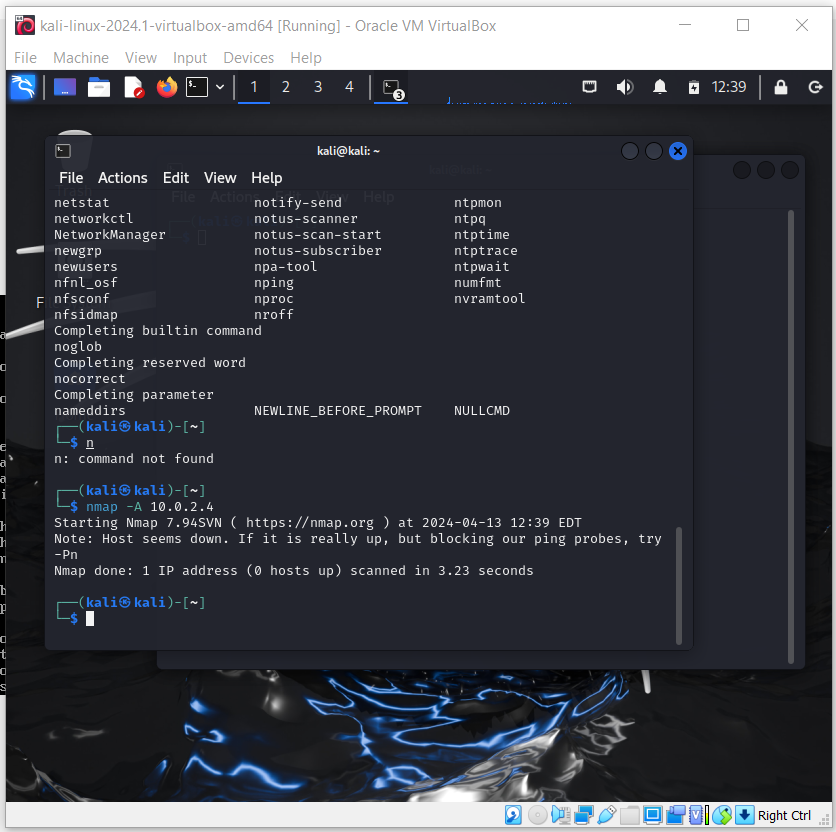 kali-linux-2024.1-virtualbox-amd64 [Running] - Oracle VM VirtualBox
File Machine View Input Devices Help
1 2 3 4 3 12:39
kali@kali: ~
File Actions Edit View Help
netstat notify-send ntpmon
networkctl notus-scanner ntpq
NetworkManager notus-scan-start ntptime
newgrp notus-subscriber ntptrace
newusers npa-tool ntpwait
nfnl_osf nping numfmt
nfsconf nproc nvramtool
nfsidmap nroff
Completing builtin command
noglob
Completing reserved word
nocorrect
Completing parameter
nameddirs NEWLINE_BEFORE_PROMPT NULLCMD
┌──(kali㉿kali)-[~]
└─$ n
n: command not found
┌──(kali㉿kali)-[~]
└─$ nmap -A 10.0.2.4
Starting Nmap 7.94SVN ( https://nmap.org ) at 2024-04-13 12:39 EDT
Note: Host seems down. If it is really up, but blocking our ping probes, try
-Pn
Nmap done: 1 IP address (0 hosts up) scanned in 3.23 seconds
┌──(kali㉿kali)-[~]
└─$
Right Ctrl